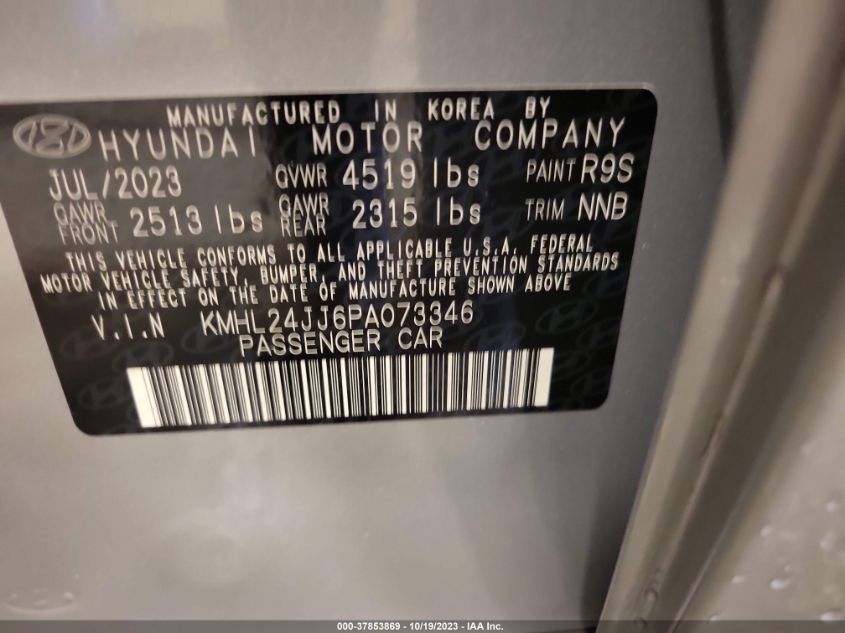 MANUFACTURED IN KOREA BY
HYUNDAI MOTOR COMPANY
JUL/2023 GVWR 4519 lbs PAINT R9S
GAWR FRONT 2513 lbs GAWR REAR 2315 lbs TRIM NNB
THIS VEHICLE CONFORMS TO ALL APPLICABLE U.S.A. FEDERAL
MOTOR VEHICLE SAFETY, BUMPER, AND THEFT PREVENTION STANDARDS
IN EFFECT ON THE DATE OF MANUFACTURE SHOWN ABOVE
V.I.N KMHL24JJ6PA073346
PASSENGER CAR
000-37853869 - 10/19/2023 - IAA Inc.